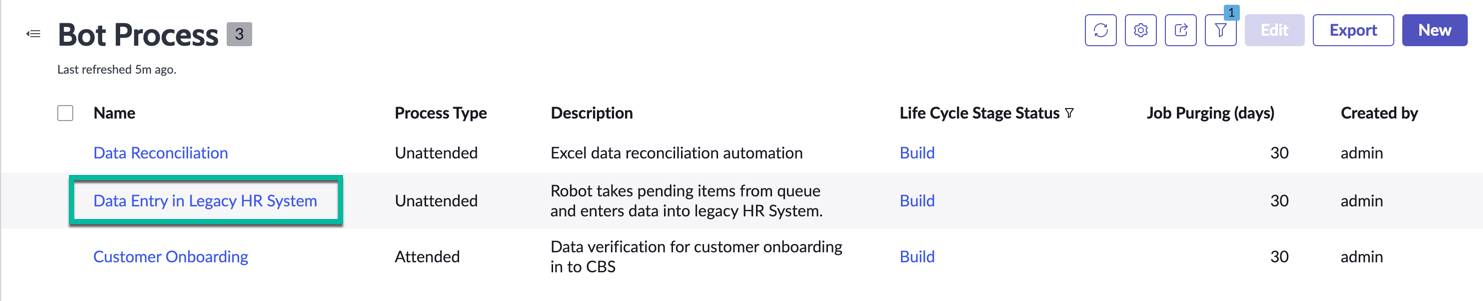 Bot Process 3
1
Edit Export New
Last refreshed 5m ago.
Name Process Type Description Life Cycle Stage Status Job Purging (days) Created by
Data Reconciliation Unattended Excel data reconciliation automation Build 30 admin
Data Entry in Legacy HR System Unattended Robot takes pending items from queue
and enters data into legacy HR System. Build 30 admin
Customer Onboarding Attended Data verification for customer onboarding
in to CBS Build 30 admin